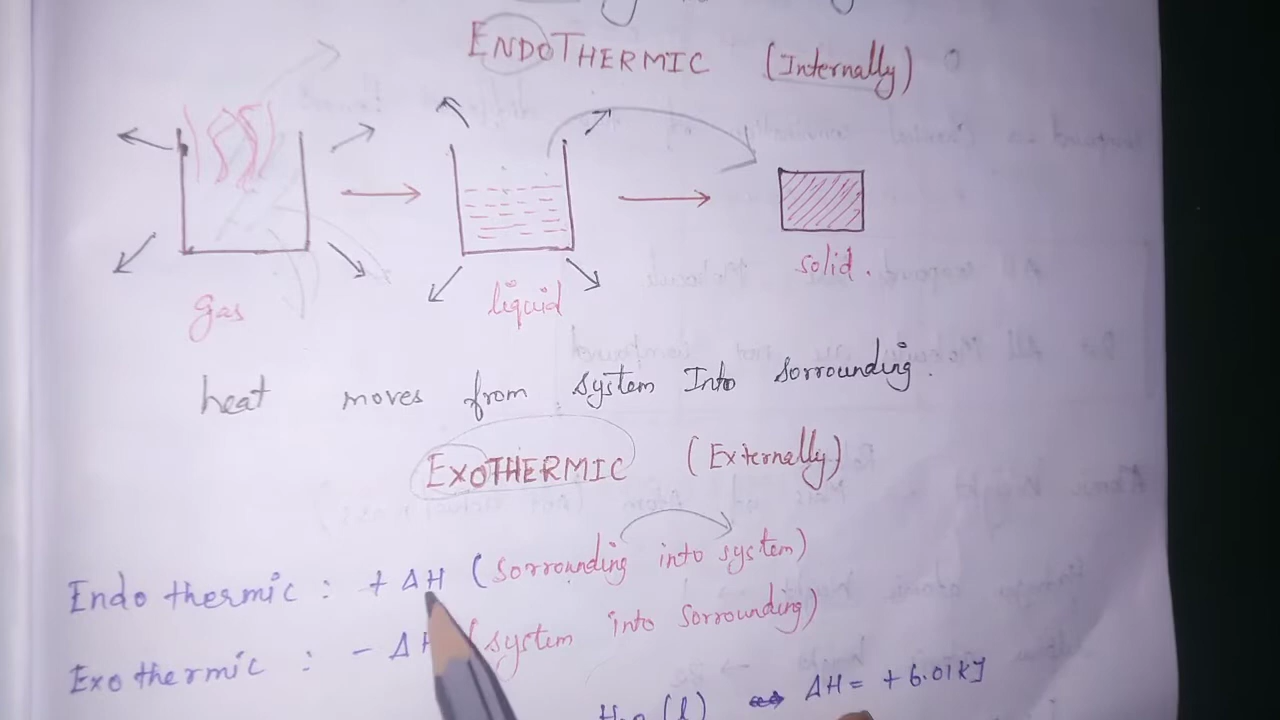 ENDOTHERMIC (Internally)
gas
liquid
solid.
heat moves from system Into sorrounding.
EXOTHERMIC (Externally)
Endothermic : + ΔH (sorrounding into system)
Exothermic : - ΔH (system into sorrounding)
(l) ΔH = + 6.01 KJ